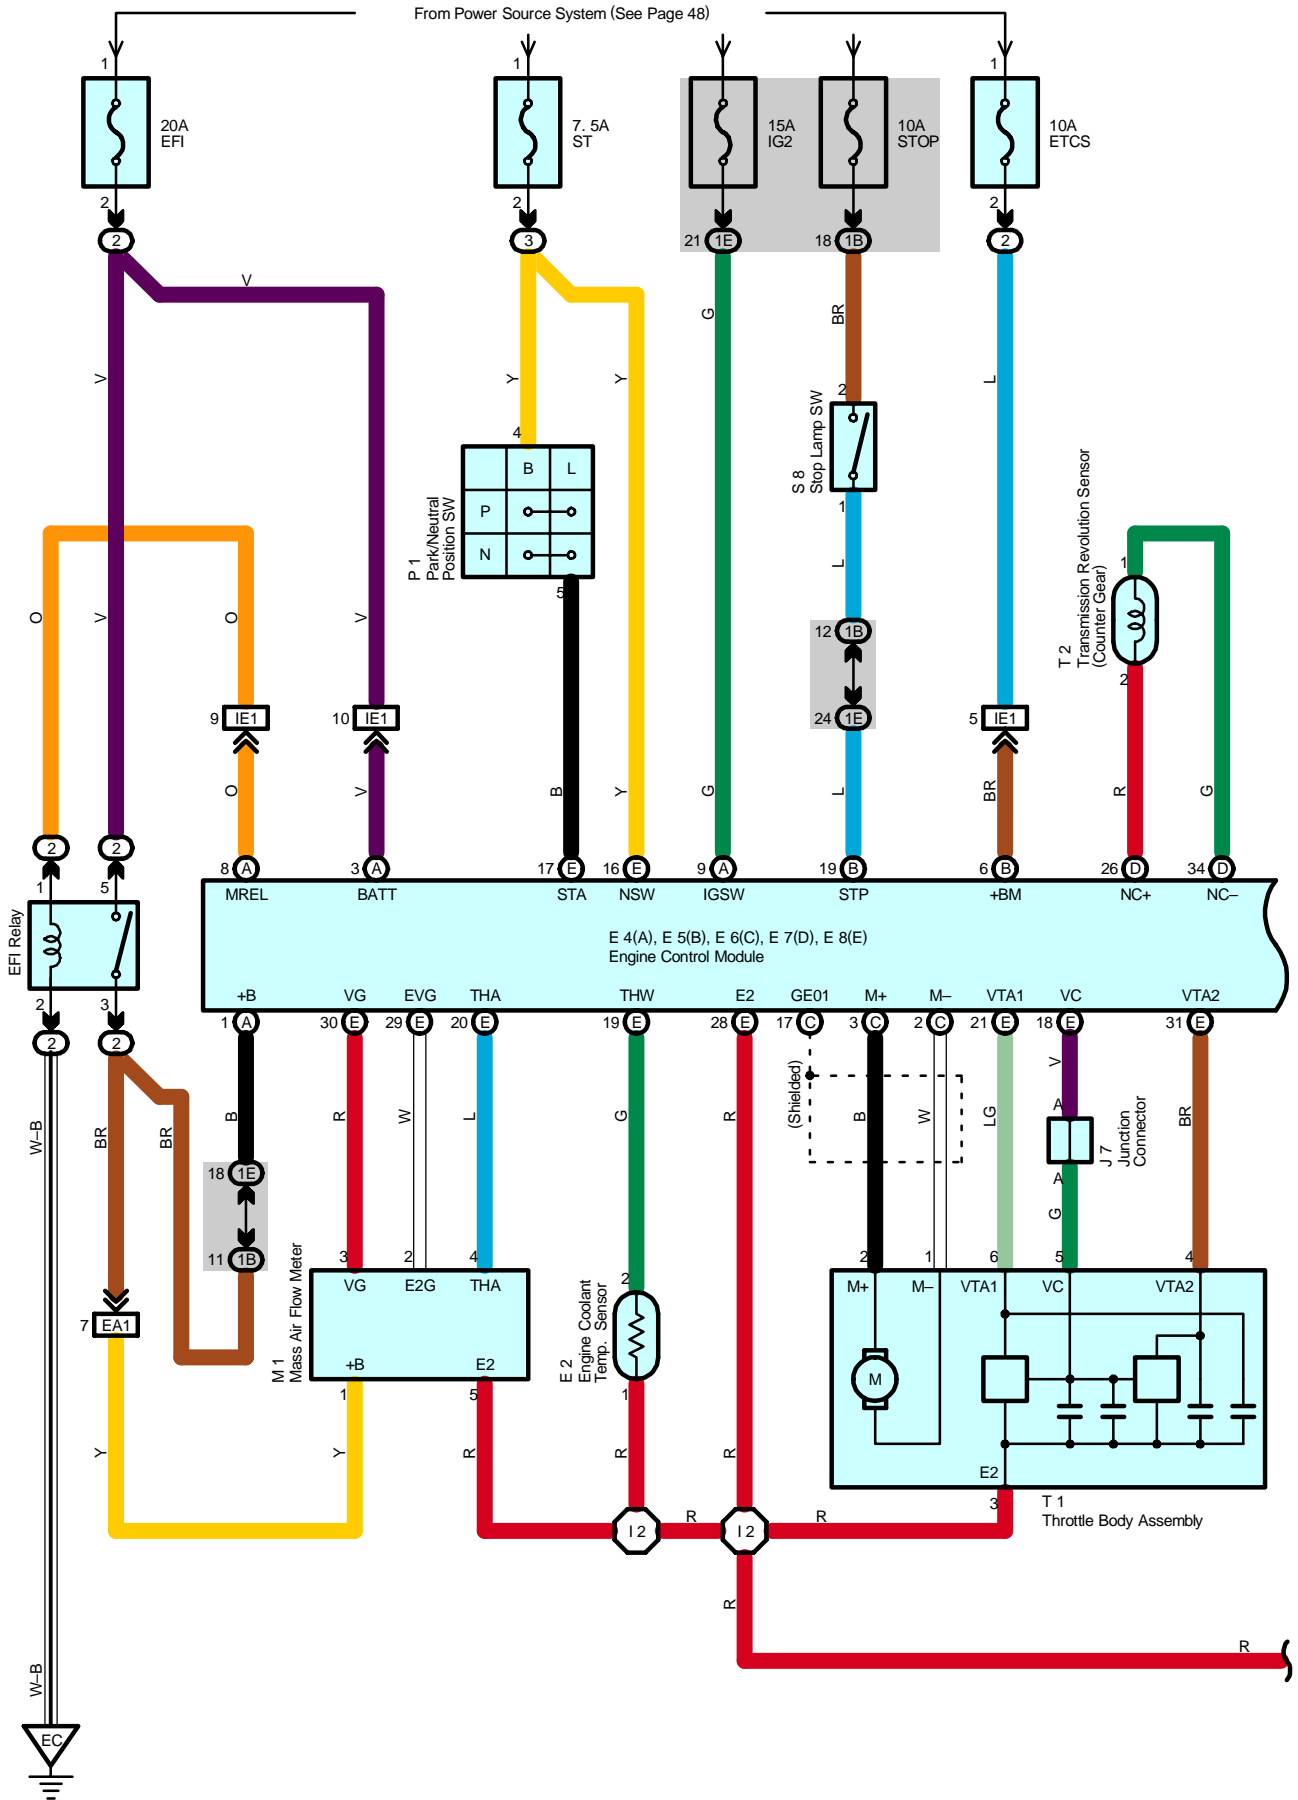 From Power Source System (See Page 48)
1 1 1
20A
EFI
7. 5A
ST
15A
IG2
10A
STOP
10A
ETCS
2 2 2
2 3 21 1E 18 1B 2
V
G BR
V Y Y L
2
S 8
Stop Lamp SW
1
4
B L
P
N
P 1
Park/Neutral
Position SW
5
T 2
Transmission Revolution Sensor
(Counter Gear)
1
2
L
O V O V
12 1B
24 1E
9 IE1 10 IE1 5 IE1
O V B Y G L BR R G
2 2
1 5
EFI Relay
2 3
2 2
8 A 3 A 17 E 16 E 9 A 19 B 6 B 26 D 34 D
MREL BATT STA NSW IGSW STP +BM NC+ NC–
E 4(A), E 5(B), E 6(C), E 7(D), E 8(E)
Engine Control Module
+B VG EVG THA THW E2 GE01 M+ M– VTA1 VC VTA2
1 A 30 E 29 E 20 E 19 E 28 E 17 C 3 C 2 C 21 E 18 E 31 E
(Shielded)
V
W–B BR BR B R W L G R B W LG BR
A
J 7
Junction
Connector
A
G
18 1E
11 1B
3 2 4
VG E2G THA
+B E2
1 5
M 1
Mass Air Flow Meter
2
E 2
Engine Coolant
Temp. Sensor
1
2 1 6 5 4
M+ M– VTA1 VC VTA2
M
E2
3
T 1
Throttle Body Assembly
7 EA1
Y Y R R R
I 2 R I 2 R
R
R
W–B
EC